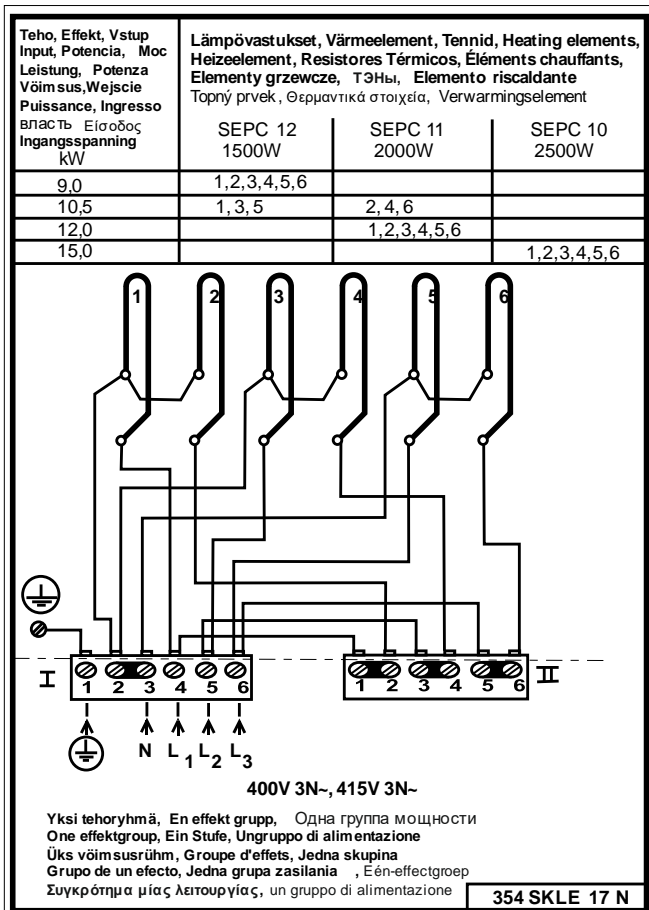 Teho, Effekt, Vstup
Input, Potencia, Moc
Leistung, Potenza
Vöimsus,Wejscie
Puissance, Ingresso
власть Είσοδος
Ingangsspanning
kW
Lämpövastukset, Värmeelement, Tennid, Heating elements,
Heizeelement, Resistores Térmicos, Éléments chauffants,
Elementy grzewcze, ТЭНы, Elemento riscaldante
Topný prvek, Θερμαντικά στοιχεία, Verwarmingselement
SEPC 12 SEPC 11 SEPC 10
1500W 2000W 2500W
9,0 1,2,3,4,5,6
10,5 1, 3, 5 2, 4, 6
12,0 1,2,3,4,5,6
15,0 1,2,3,4,5,6
1 2 3 4 5 6
I 1 2 3 4 5 6 1 2 3 4 5 6 II
N L1 L2 L3
400V 3N~, 415V 3N~
Yksi tehoryhmä, En effekt grupp, Одна группа мощности
One effektgroup, Ein Stufe, Ungruppo di alimentazione
Üks vöimsusrühm, Groupe d'effets, Jedna skupina
Grupo de un efecto, Jedna grupa zasilania , Eén-effectgroep
Συγκρότημα μίας λειτουργίας, un gruppo di alimentazione
354 SKLE 17 N